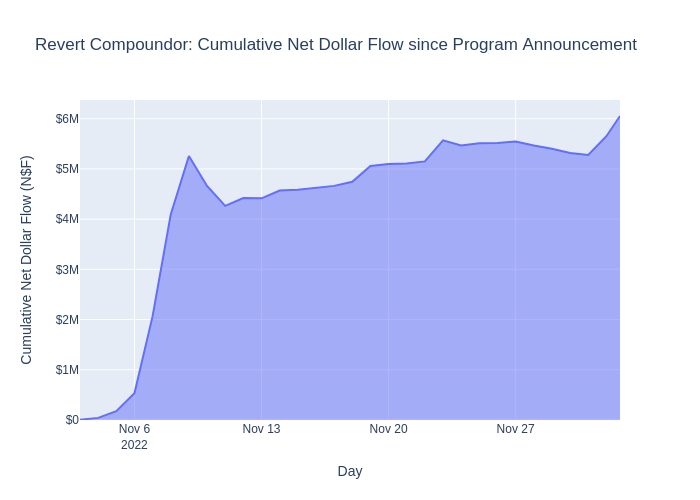 Revert Compoundor: Cumulative Net Dollar Flow since Program Announcement
Cumulative Net Dollar Flow (N$F)
$6M
$5M
$4M
$3M
$2M
$1M
$0
Nov 6
2022
Nov 13
Nov 20
Nov 27
Day